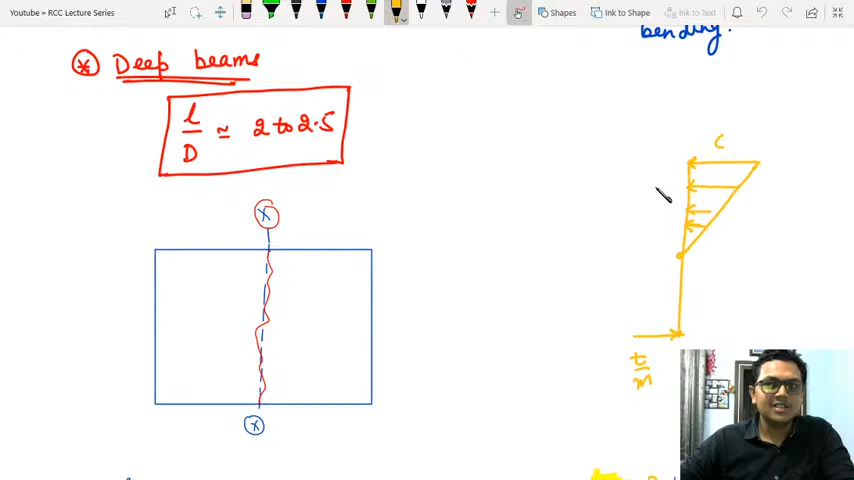 Youtube » RCC Lecture Series
Shapes
Ink to Shape
Ink to Text
bending.
* Deep beams
l/D ≃ 2 to 2.5
C
X
t/m
X